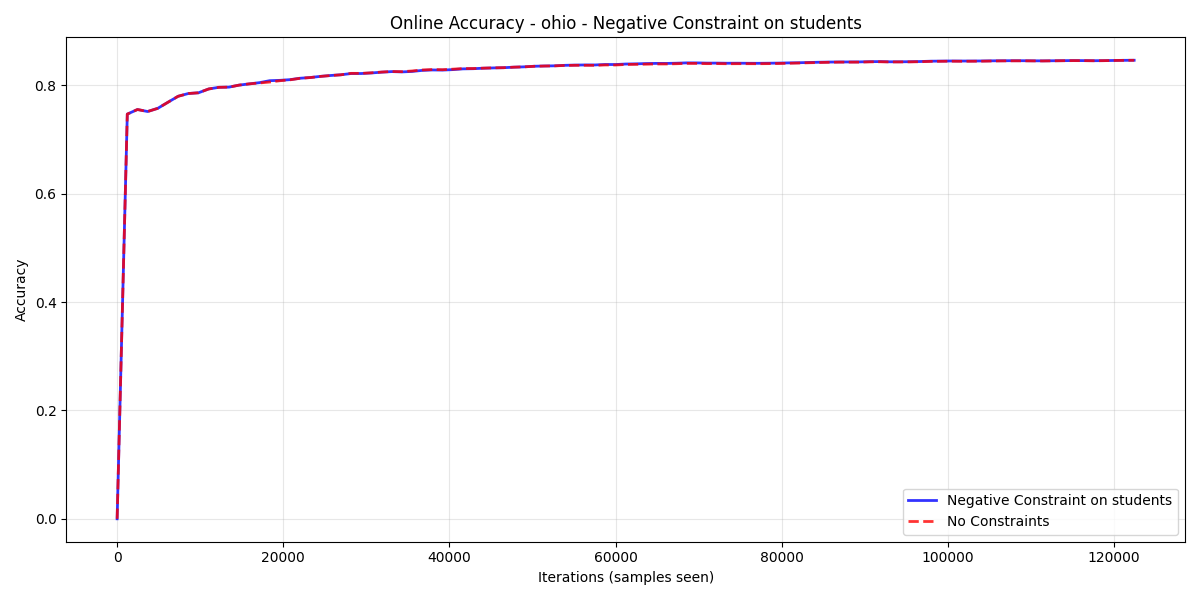 Online Accuracy - ohio - Negative Constraint on students
Accuracy
0.8
0.6
0.4
0.2
0.0
0 20000 40000 60000 80000 100000 120000
Iterations (samples seen)
Negative Constraint on students
No Constraints